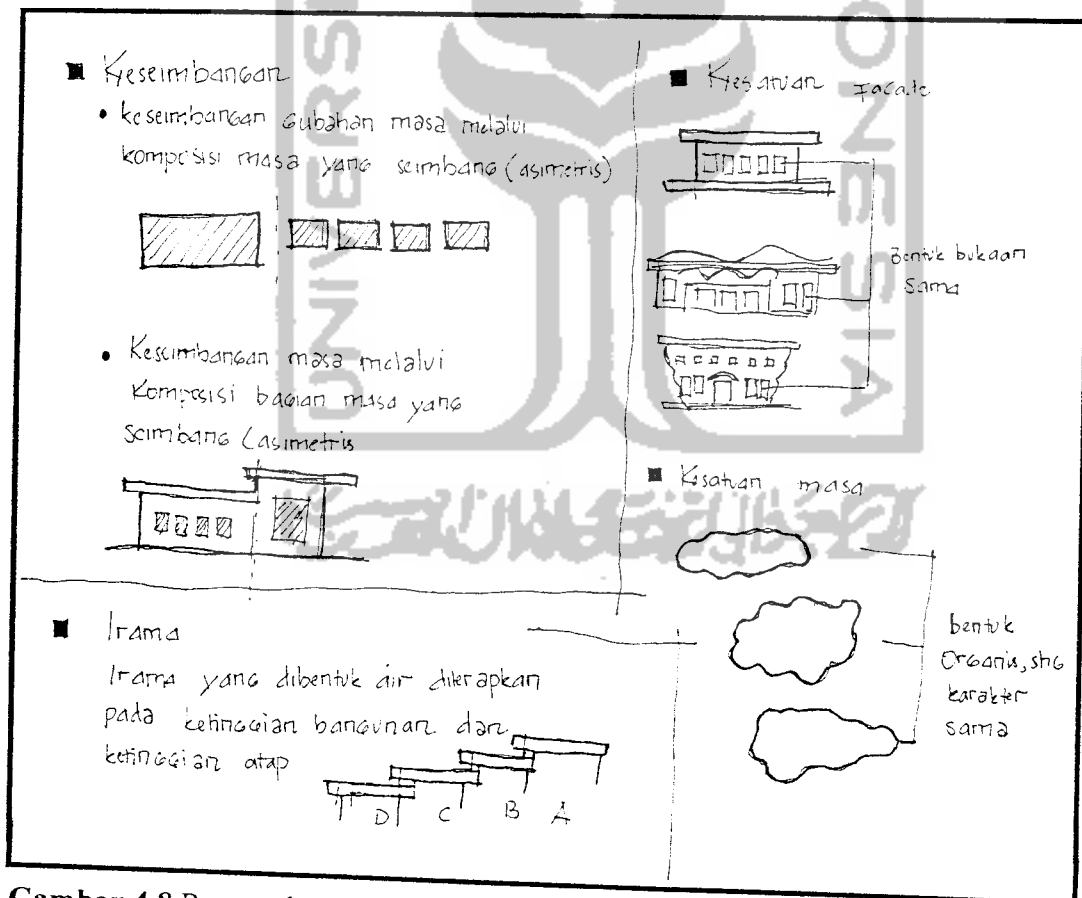 Keseimbangan
• keseimbangan gubahan masa melalui
komposisi masa yang seimbang (asimetris)
• Keseimbangan masa melalui
Komposisi bagian masa yang
seimbang (asimetris
Irama
Irama yang dibentuk air diterapkan
pada ketinggian bangunan dan
ketinggian atap
D C B A
Kesatuan Facade
Bentuk bukaan
sama
Kesatuan masa
bentuk
Organis, shg
karakter
sama
UNIVERSI
ONESIA
Gambar 4.8